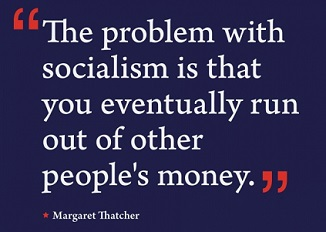 “The problem with
socialism is that
you eventually run
out of other
people's money.”
★ Margaret Thatcher